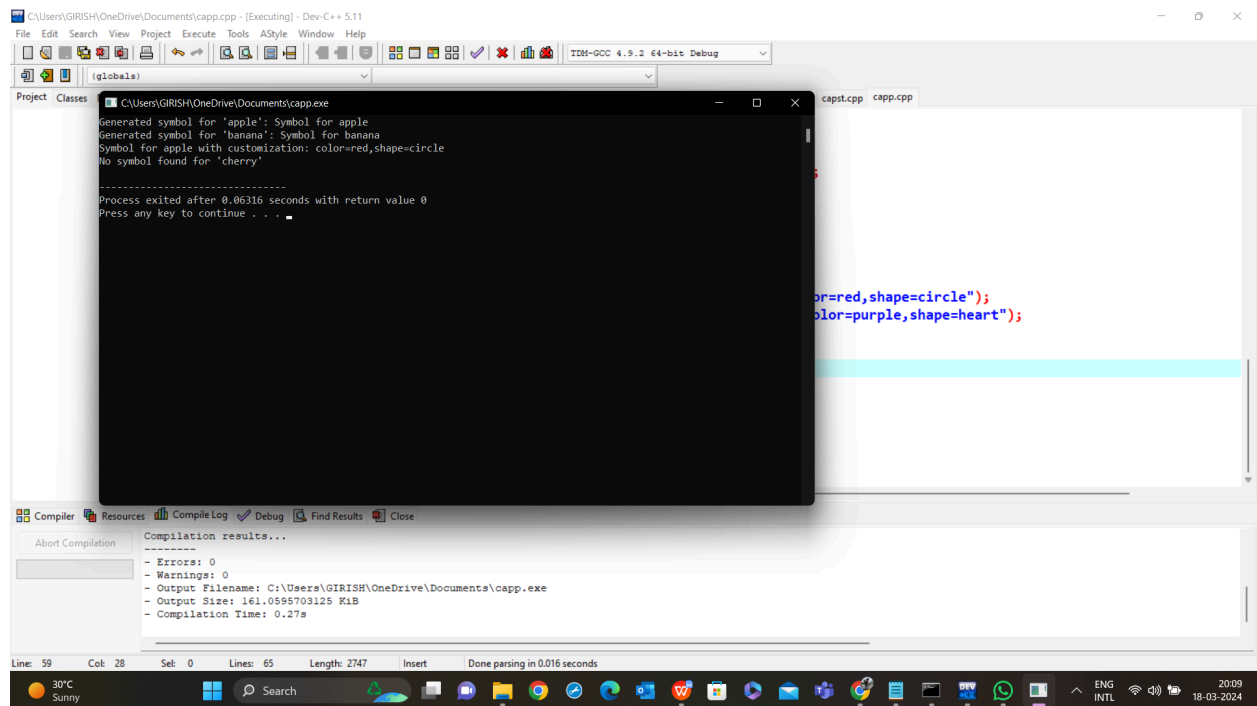 C:\Users\GIRISH\OneDrive\Documents\capp.cpp - [Executing] - Dev-C++ 5.11
File Edit Search View Project Execute Tools AStyle Window Help
TDM-GCC 4.9.2 64-bit Debug
(globals)
Project Classes
capst.cpp capp.cpp
C:\Users\GIRISH\OneDrive\Documents\capp.exe
Generated symbol for 'apple': Symbol for apple
Generated symbol for 'banana': Symbol for banana
Symbol for apple with customization: color=red,shape=circle
No symbol found for 'cherry'
--------------------------------
Process exited after 0.06316 seconds with return value 0
Press any key to continue . . .
or=red,shape=circle");
olor=purple,shape=heart");
Compiler Resources Compile Log Debug Find Results Close
Abort Compilation
Compilation results...
--------
- Errors: 0
- Warnings: 0
- Output Filename: C:\Users\GIRISH\OneDrive\Documents\capp.exe
- Output Size: 161.0595703125 KiB
- Compilation Time: 0.27s
Line: 59 Col: 28 Sel: 0 Lines: 65 Length: 2747 Insert Done parsing in 0.016 seconds
30°C
Sunny
Search
DEV
ENG
INTL
20:09
18-03-2024